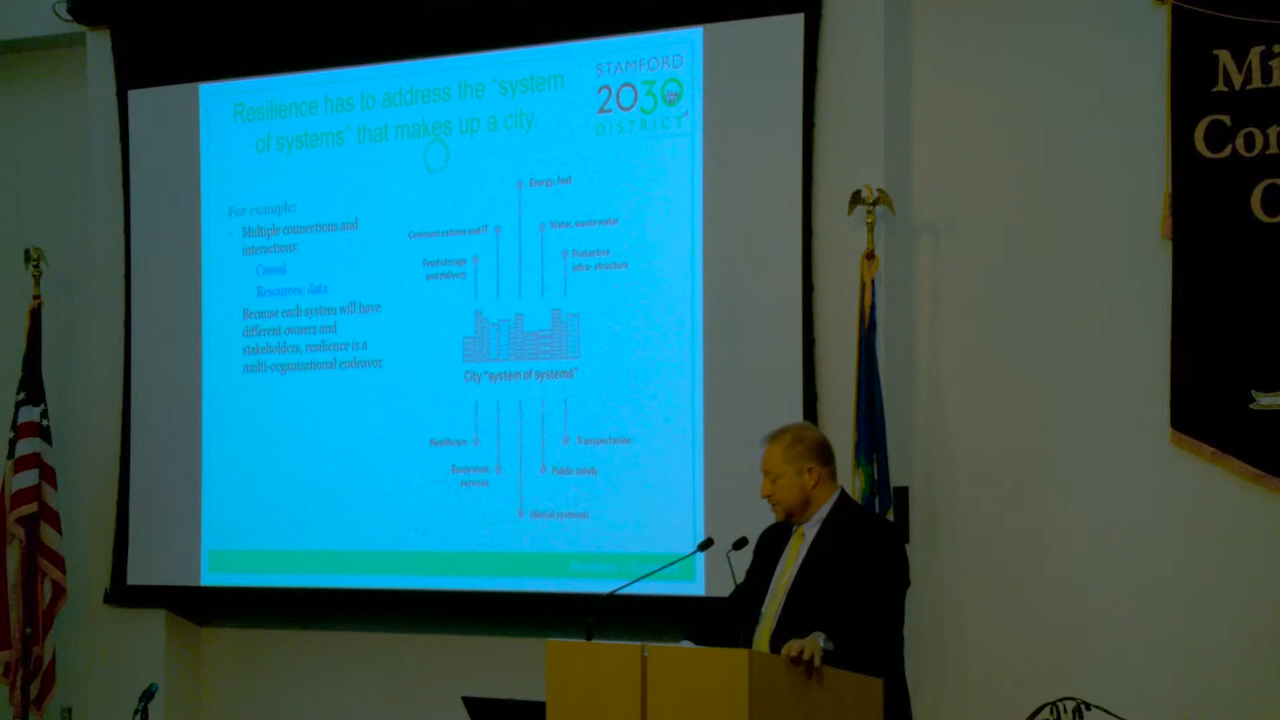 Resilience has to address the "system
of systems" that makes up a city.
STAMFORD
2030
DISTRICT
For example:
Multiple connections and
interactions:
Causal
Resources, data
Because each system will have
different owners and
stakeholders, resilience is a
multi-organizational endeavor
Energy, fuel
Communications and IT
Water, waste water
Food storage
and delivery
Protective
infra-structure
City "system of systems"
Healthcare
Transportation
Ecosystem
services
Public safety
(Social systems)
Mi
Con
C